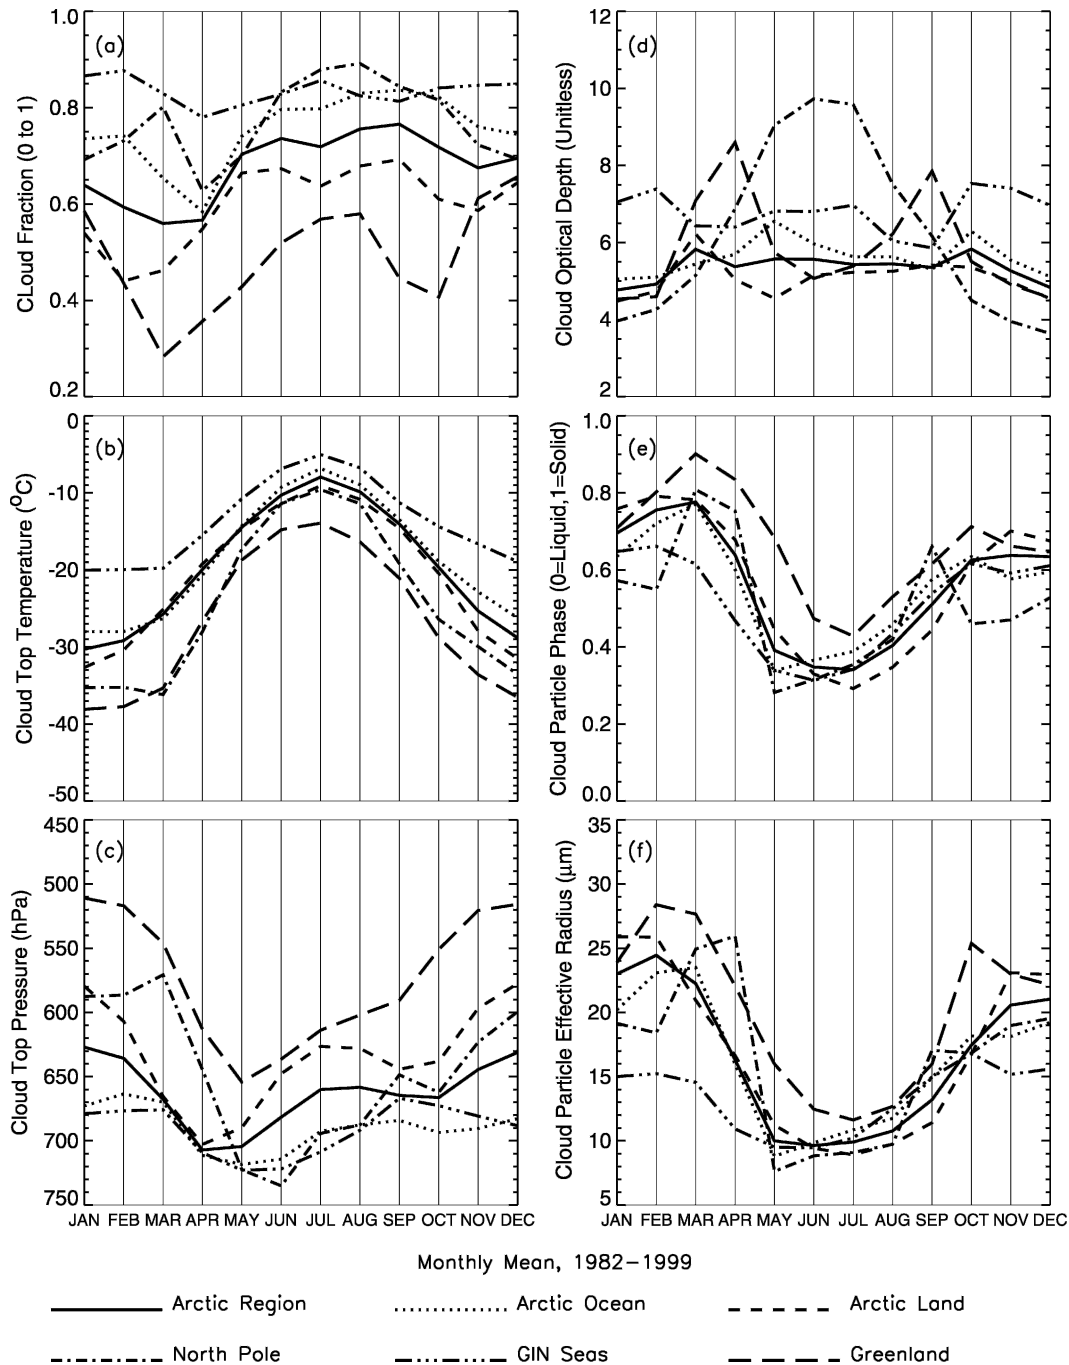 (a)
CLoud Fraction (0 to 1)
1.0
0.8
0.6
0.4
0.2
(d)
Cloud Optical Depth (Unitless)
12
10
8
6
4
2
(b)
Cloud Top Temperature (°C)
0
-10
-20
-30
-40
-50
(e)
Cloud Particle Phase (0=Liquid,1=Solid)
1.0
0.8
0.6
0.4
0.2
0.0
(c)
Cloud Top Pressure (hPa)
450
500
550
600
650
700
750
JAN FEB MAR APR MAY JUN JUL AUG SEP OCT NOV DEC
(f)
Cloud Particle Effective Radius (μm)
35
30
25
20
15
10
5
JAN FEB MAR APR MAY JUN JUL AUG SEP OCT NOV DEC
Monthly Mean, 1982-1999
Arctic Region Arctic Ocean Arctic Land
North Pole GIN Seas Greenland